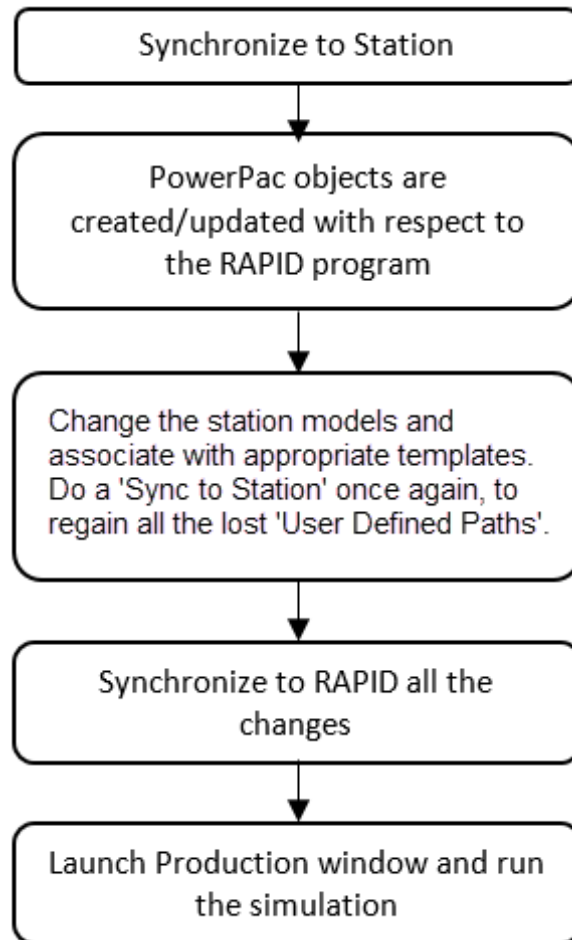 Synchronize to Station
PowerPac objects are
created/updated with respect to
the RAPID program
Change the station models and
associate with appropriate templates.
Do a 'Sync to Station' once again, to
regain all the lost 'User Defined Paths'.
Synchronize to RAPID all the
changes
Launch Production window and run
the simulation